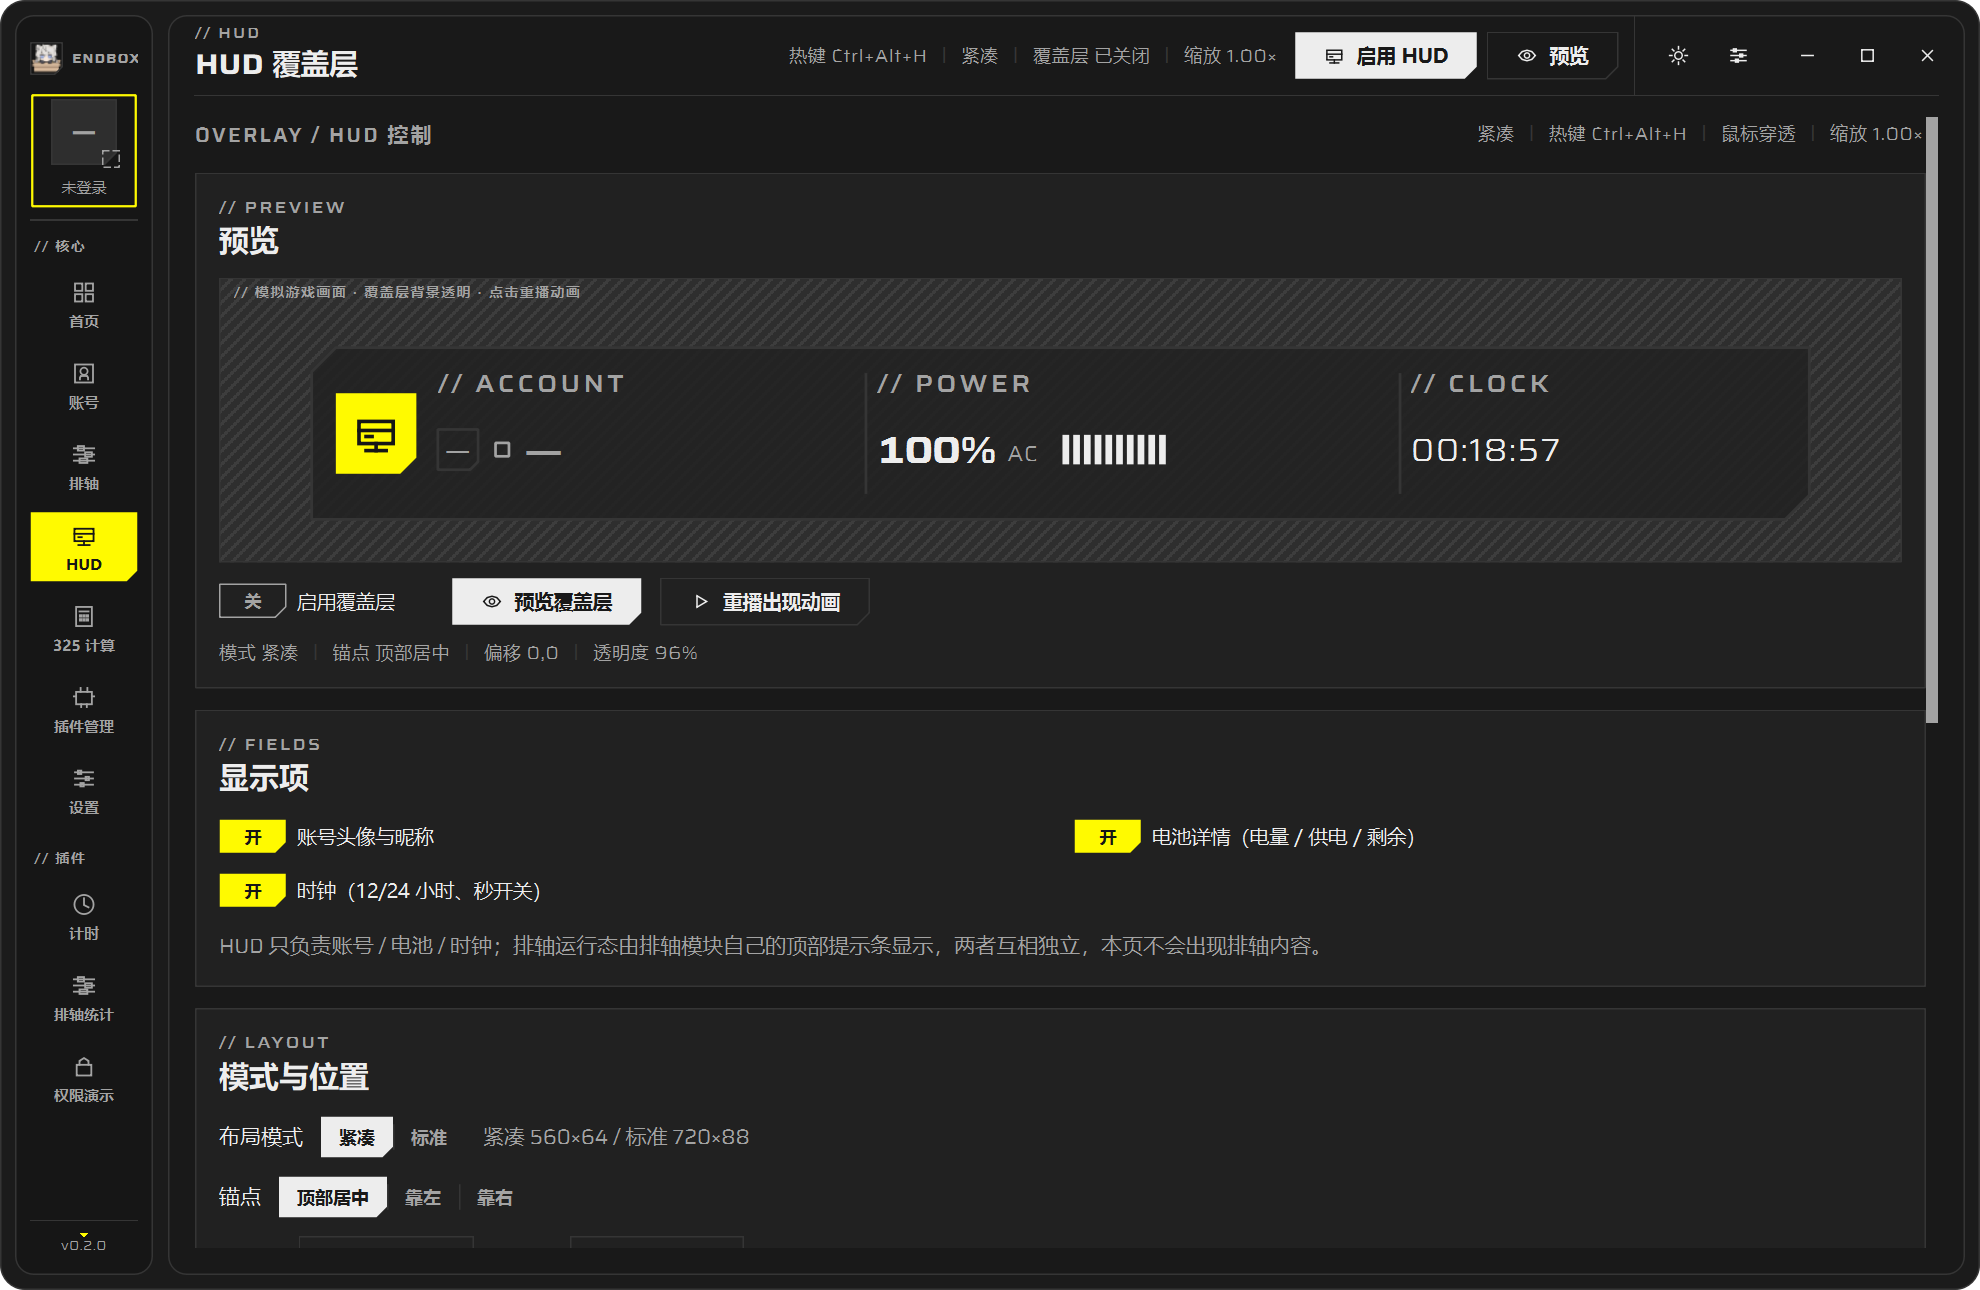 ENDBOX
未登录
// 核心
首页
账号
排轴
HUD
325 计算
插件管理
设置
// 插件
计时
排轴统计
权限演示
v0.2.0
// HUD
HUD 覆盖层
热键 Ctrl+Alt+H 紧凑 覆盖层 已关闭 缩放 1.00×
启用 HUD
预览
OVERLAY / HUD 控制
紧凑 热键 Ctrl+Alt+H 鼠标穿透 缩放 1.00×
// PREVIEW
预览
// 模拟游戏画面 · 覆盖层背景透明 · 点击重播动画
// ACCOUNT
— —
// POWER
100% AC
// CLOCK
00:18:57
关 启用覆盖层
预览覆盖层
重播出现动画
模式 紧凑 锚点 顶部居中 偏移 0,0 透明度 96%
// FIELDS
显示项
开 账号头像与昵称
开 电池详情（电量 / 供电 / 剩余）
开 时钟（12/24 小时、秒开关）
HUD 只负责账号 / 电池 / 时钟；排轴运行态由排轴模块自己的顶部提示条显示，两者互相独立，本页不会出现排轴内容。
// LAYOUT
模式与位置
布局模式 紧凑 标准 紧凑 560×64 / 标准 720×88
锚点 顶部居中 靠左 靠右